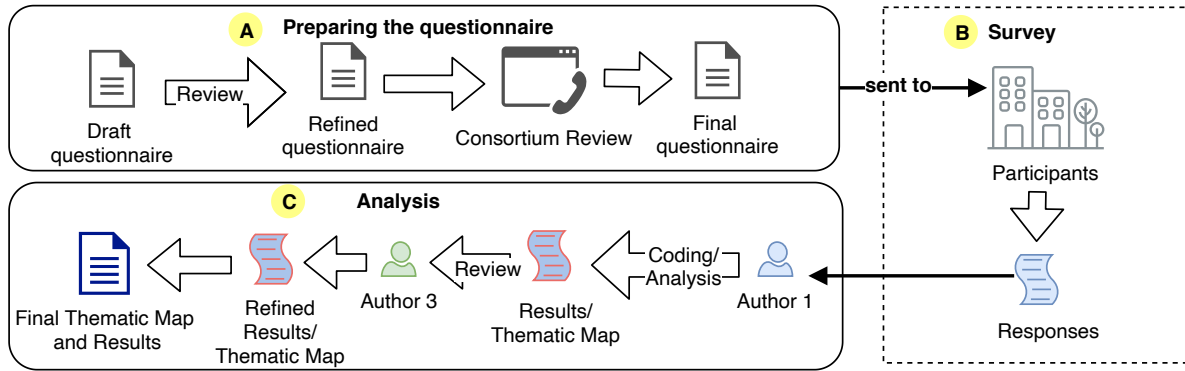 A Preparing the questionnaire
Review
Draft
questionnaire
Refined
questionnaire
Consortium Review
Final
questionnaire
sent to
B Survey
Participants
Responses
C Analysis
Author 1
Coding/
Analysis
Results/
Thematic Map
Review
Author 3
Refined
Results/
Thematic Map
Final Thematic Map
and Results